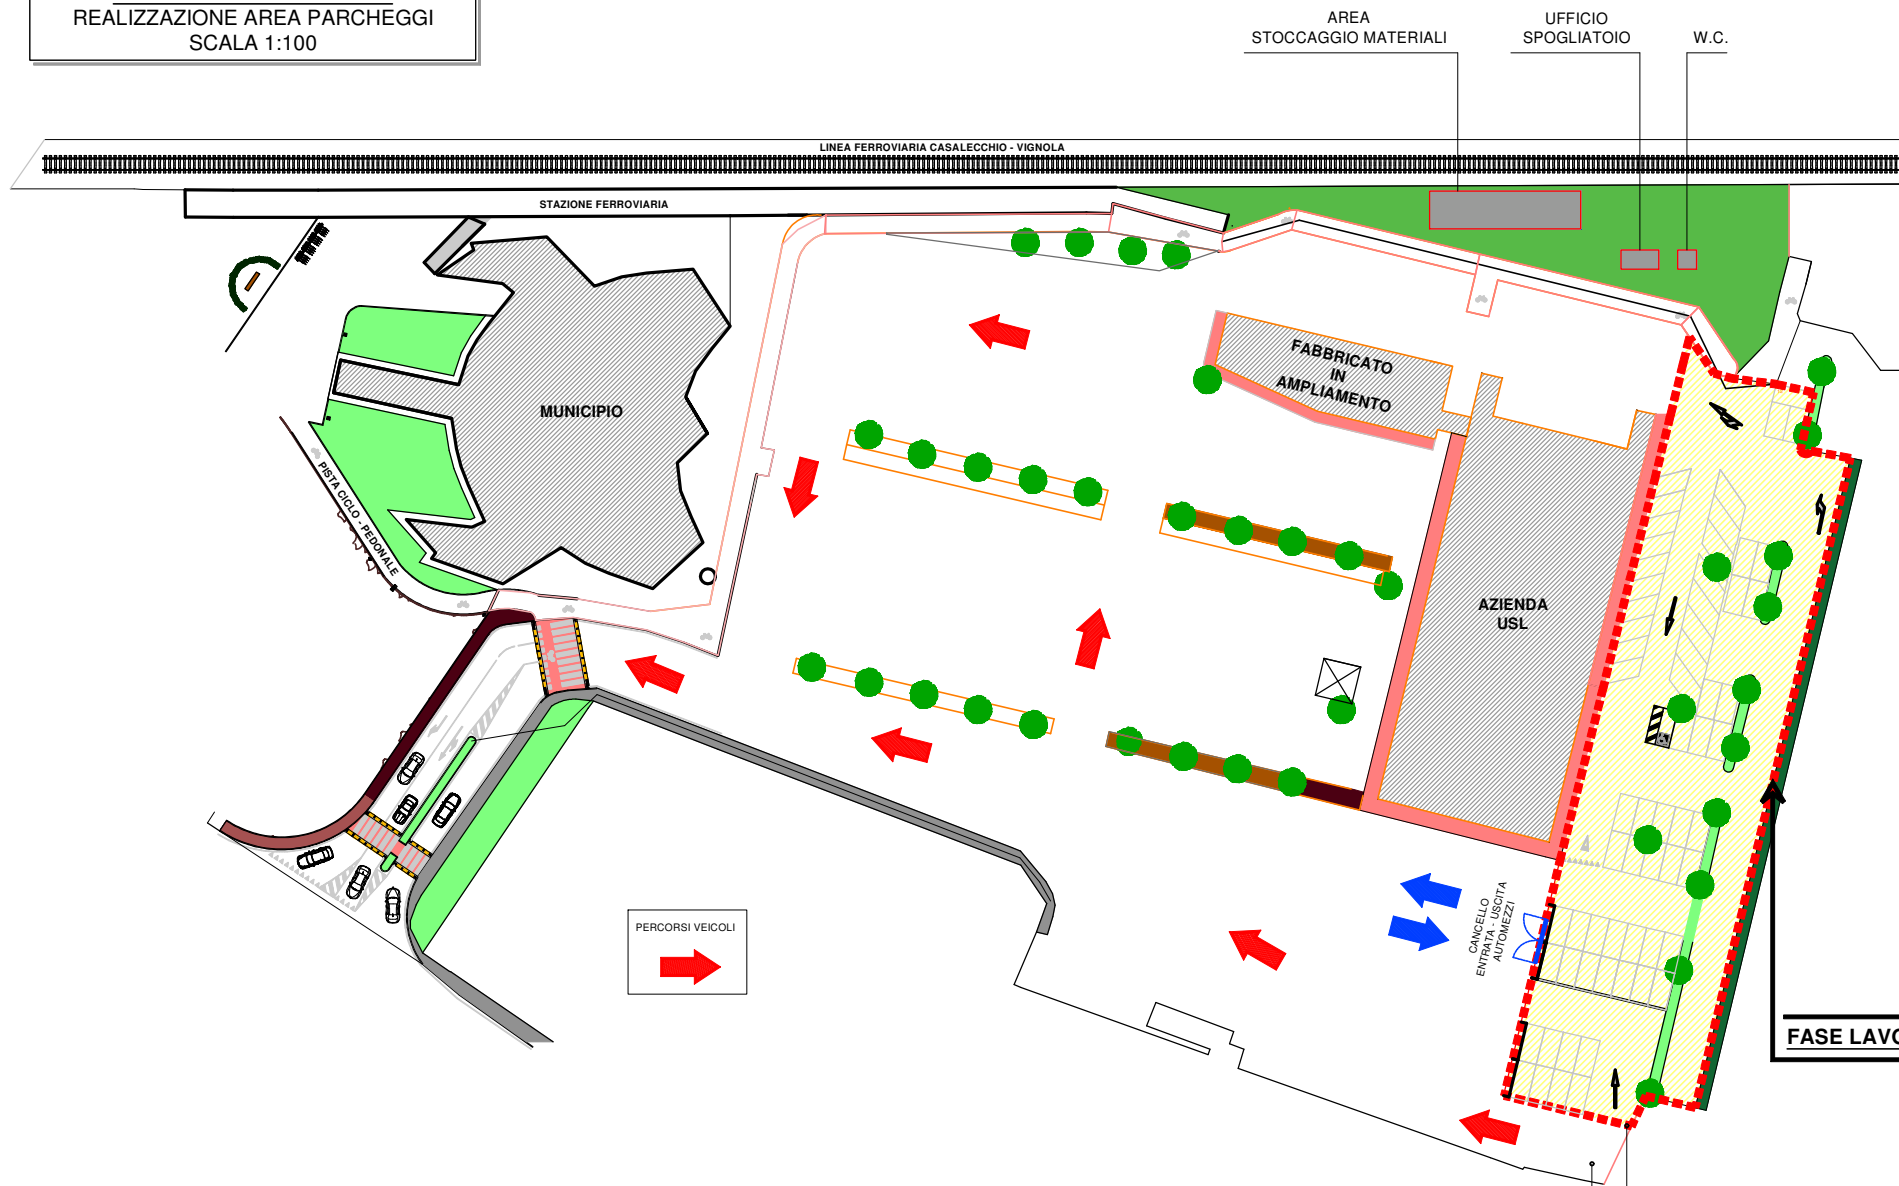 REALIZZAZIONE AREA PARCHEGGI
SCALA 1:100
AREA
STOCCAGGIO MATERIALI
UFFICIO
SPOGLIATOIO
W.C.
LINEA FERROVIARIA CASALECCHIO - VIGNOLA
STAZIONE FERROVIARIA
MUNICIPIO
PISTA CICLO - PEDONALE
FABBRICATO
IN
AMPLIAMENTO
AZIENDA
USL
CANCELLO
ENTRATA - USCITA
AUTOMEZZI
PERCORSI VEICOLI
FASE LAVO